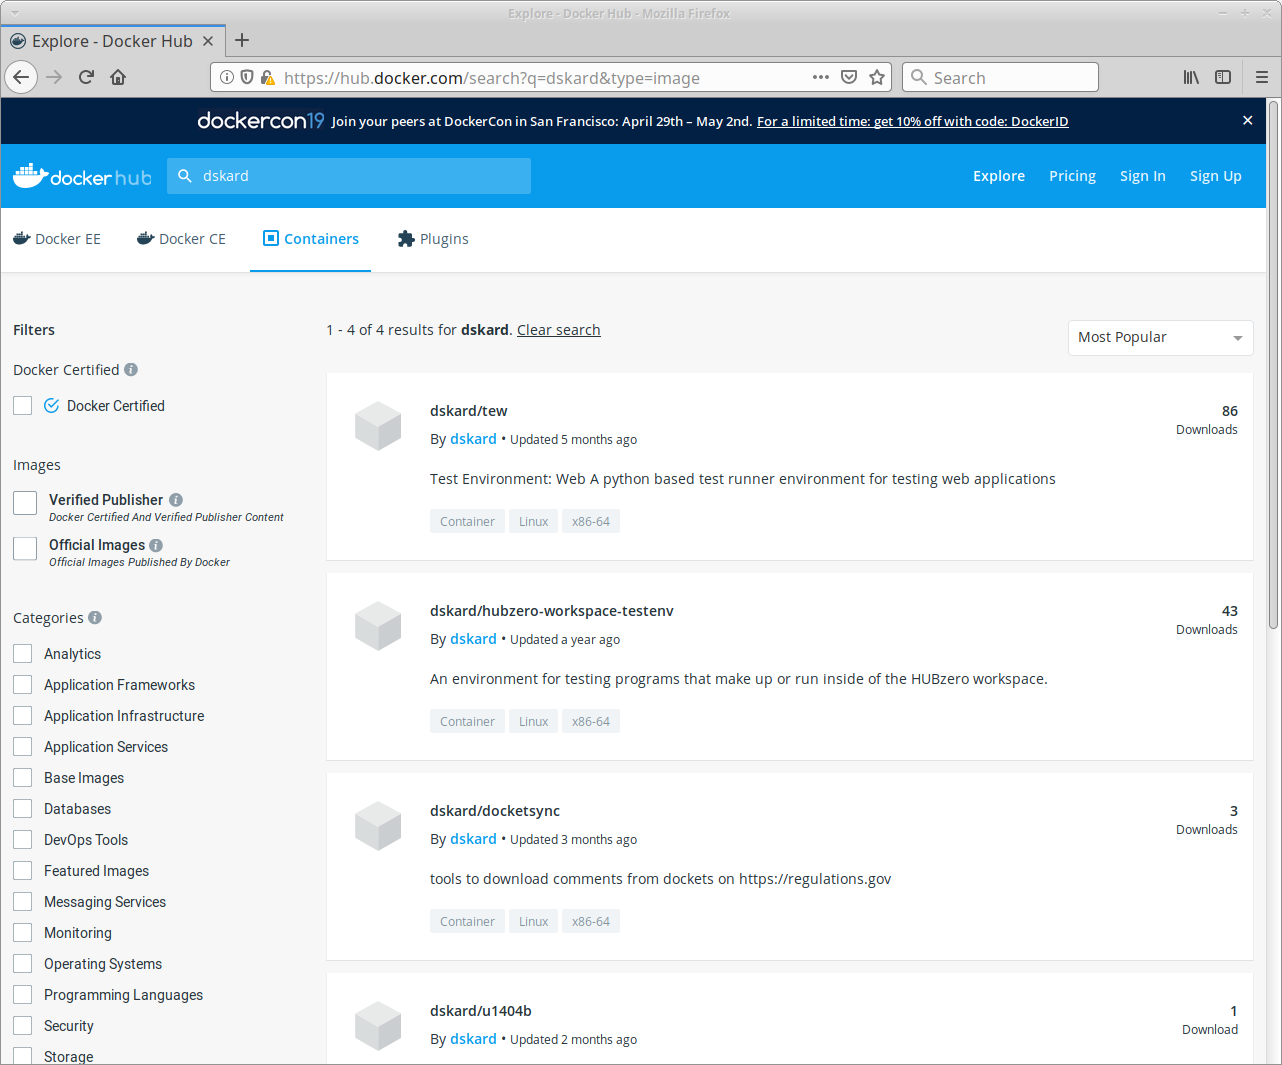 Explore - Docker Hub - Mozilla Firefox
Explore - Docker Hub
https://hub.docker.com/search?q=dskard&type=image
Search
dockercon19 Join your peers at DockerCon in San Francisco: April 29th – May 2nd. For a limited time: get 10% off with code: DockerID
docker hub
dskard
Explore
Pricing
Sign In
Sign Up
Docker EE
Docker CE
Containers
Plugins
Filters
Docker Certified
Docker Certified
Images
Verified Publisher
Docker Certified And Verified Publisher Content
Official Images
Official Images Published By Docker
Categories
Analytics
Application Frameworks
Application Infrastructure
Application Services
Base Images
Databases
DevOps Tools
Featured Images
Messaging Services
Monitoring
Operating Systems
Programming Languages
Security
Storage
1 - 4 of 4 results for dskard. Clear search
Most Popular
dskard/tew
86
By dskard • Updated 5 months ago
Downloads
Test Environment: Web A python based test runner environment for testing web applications
Container Linux x86-64
dskard/hubzero-workspace-testenv
43
By dskard • Updated a year ago
Downloads
An environment for testing programs that make up or run inside of the HUBzero workspace.
Container Linux x86-64
dskard/docketsync
3
By dskard • Updated 3 months ago
Downloads
tools to download comments from dockets on https://regulations.gov
Container Linux x86-64
dskard/u1404b
1
By dskard • Updated 2 months ago
Download